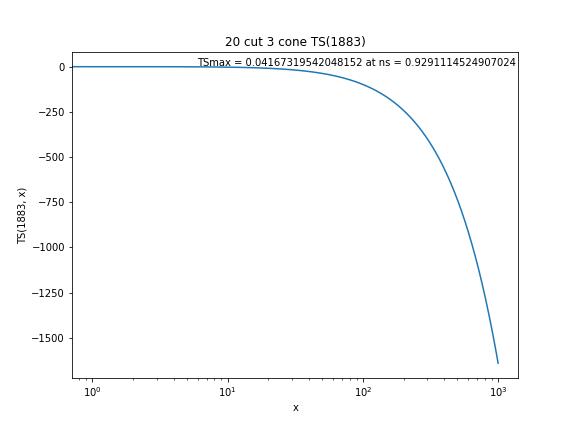 20 cut 3 cone TS(1883)
TSmax = 0.04167319542048152 at ns = 0.9291114524907024
0
−250
−500
−750
−1000
−1250
−1500
TS(1883, x)
10⁰ 10¹ 10² 10³
x